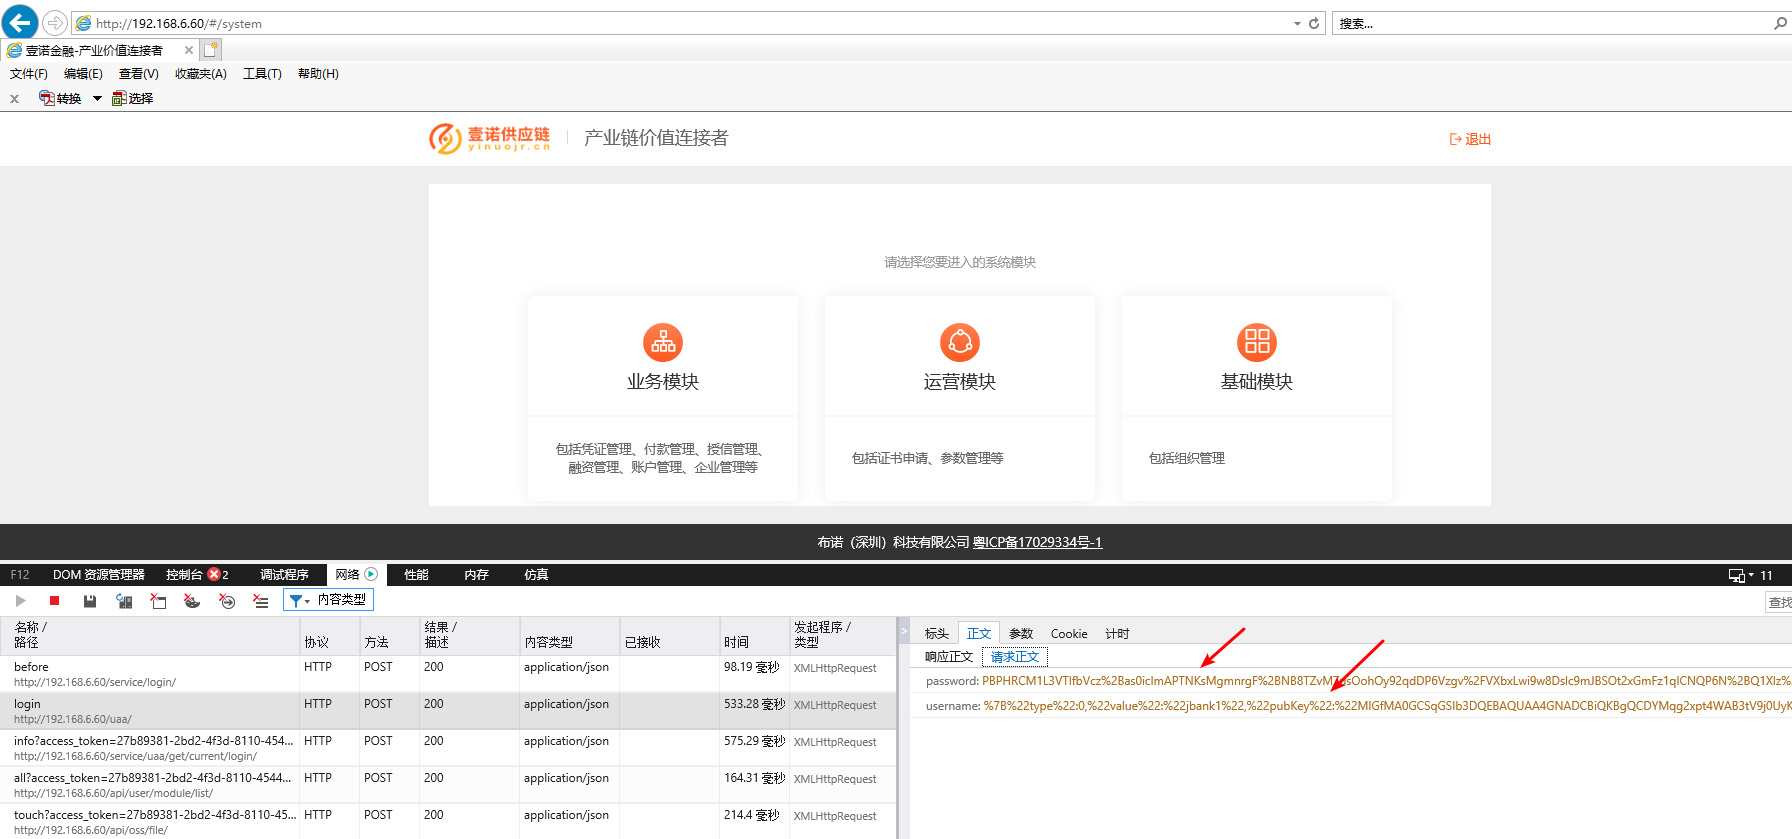 http://192.168.6.60/#/system
搜索...
壹诺金融-产业价值连接者
文件(F) 编辑(E) 查看(V) 收藏夹(A) 工具(T) 帮助(H)
x 转换 选择
壹诺供应链
yinuojr.cn
产业链价值连接者
退出
请选择您要进入的系统模块
业务模块
运营模块
基础模块
包括凭证管理、付款管理、授信管理、
融资管理、账户管理、企业管理等
包括证书申请、参数管理等
包括组织管理
布诺（深圳）科技有限公司 粤ICP备17029334号-1
F12 DOM 资源管理器 控制台 2 调试程序 网络 性能 内存 仿真 11
内容类型
查找
名称 /
路径
协议
方法
结果 /
描述
内容类型
已接收
时间
发起程序 /
类型
before HTTP POST 200 application/json 98.19 毫秒 XMLHttpRequest
http://192.168.6.60/service/login/
login HTTP POST 200 application/json 533.28 毫秒 XMLHttpRequest
http://192.168.6.60/uaa/
info?access_token=27b89381-2bd2-4f3d-8110-454... HTTP POST 200 application/json 575.29 毫秒 XMLHttpRequest
http://192.168.6.60/service/uaa/get/current/login/
all?access_token=27b89381-2bd2-4f3d-8110-4544... HTTP POST 200 application/json 164.31 毫秒 XMLHttpRequest
http://192.168.6.60/api/user/module/list/
touch?access_token=27b89381-2bd2-4f3d-8110-45... HTTP POST 200 application/json 214.4 毫秒 XMLHttpRequest
http://192.168.6.60/api/oss/file/
标头 正文 参数 Cookie 计时
响应正文 请求正文
password:
username: %7B%22type%22:0,%22value%22:%22jbank1%22,%22pubKey%22:%22MIGfMA0GCSqGSIb3DQEBAQUAA4GNADCBiQKBgQCDYMqg2xpt4WAB3tV9j0UyK